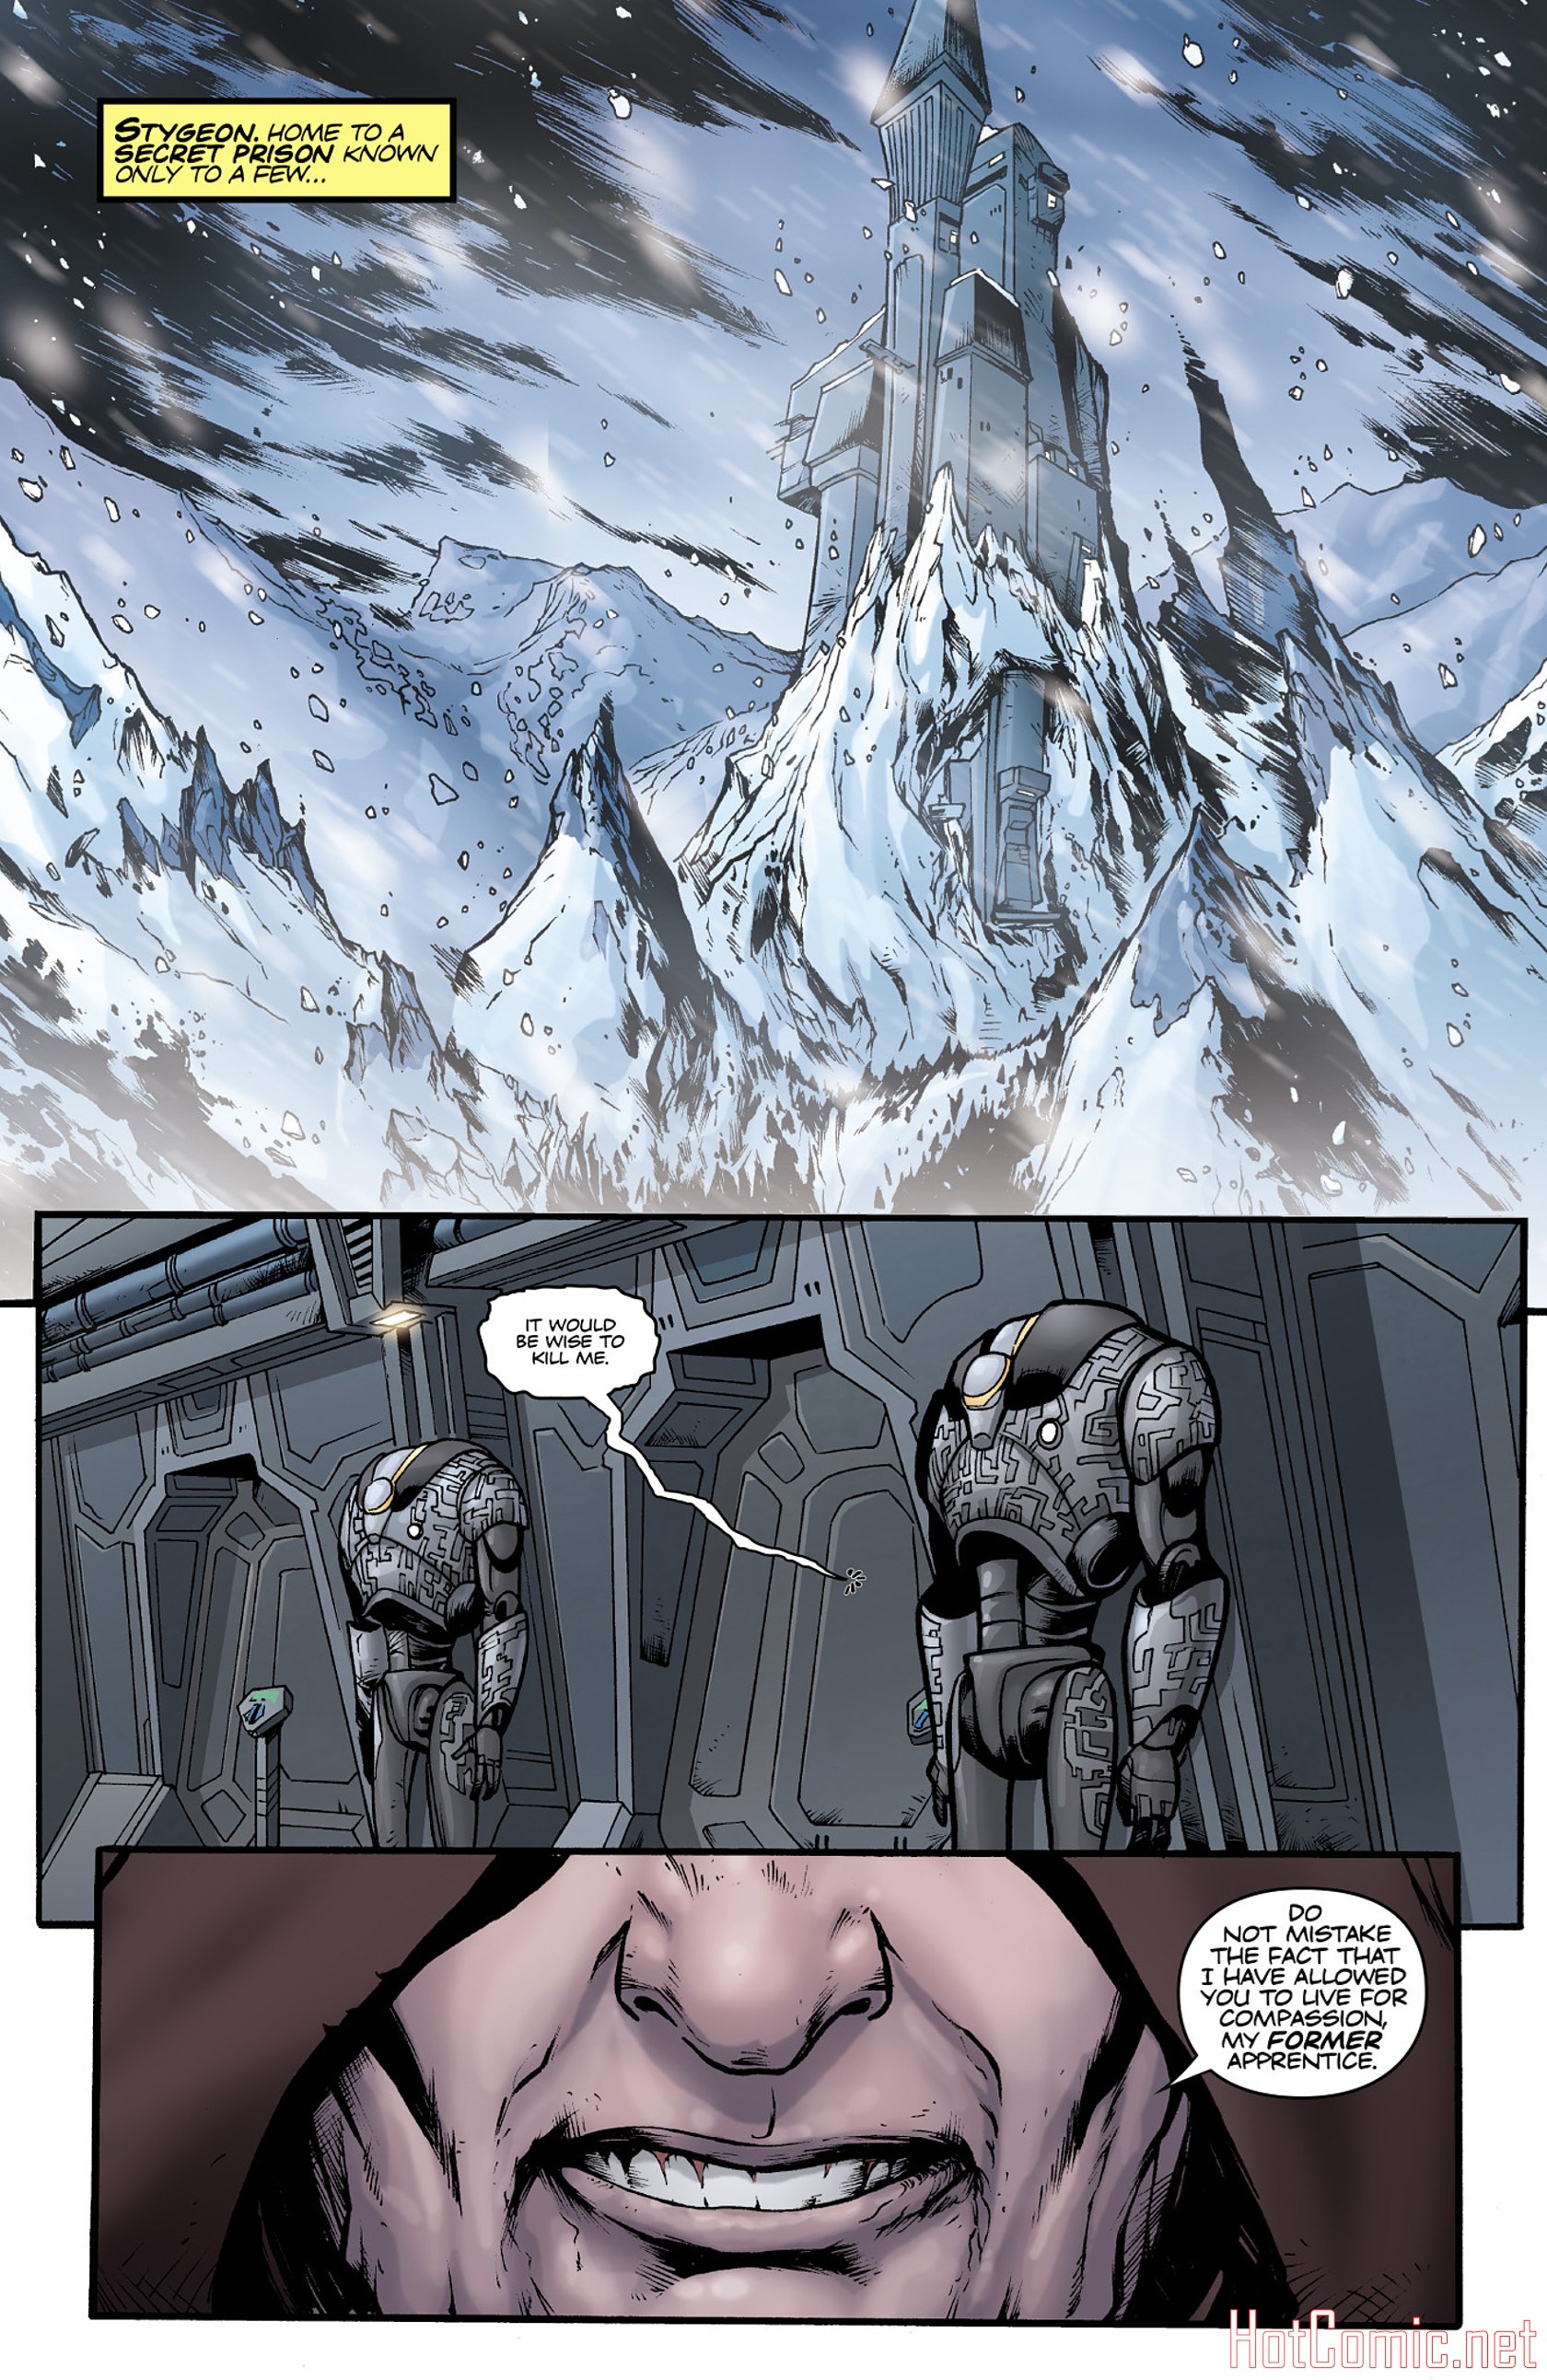 STYGEON. HOME TO A
SECRET PRISON KNOWN
ONLY TO A FEW...
IT WOULD
BE WISE TO
KILL ME.
DO
NOT MISTAKE
THE FACT THAT
I HAVE ALLOWED
YOU TO LIVE FOR
COMPASSION,
MY FORMER
APPRENTICE.
HotComic.net